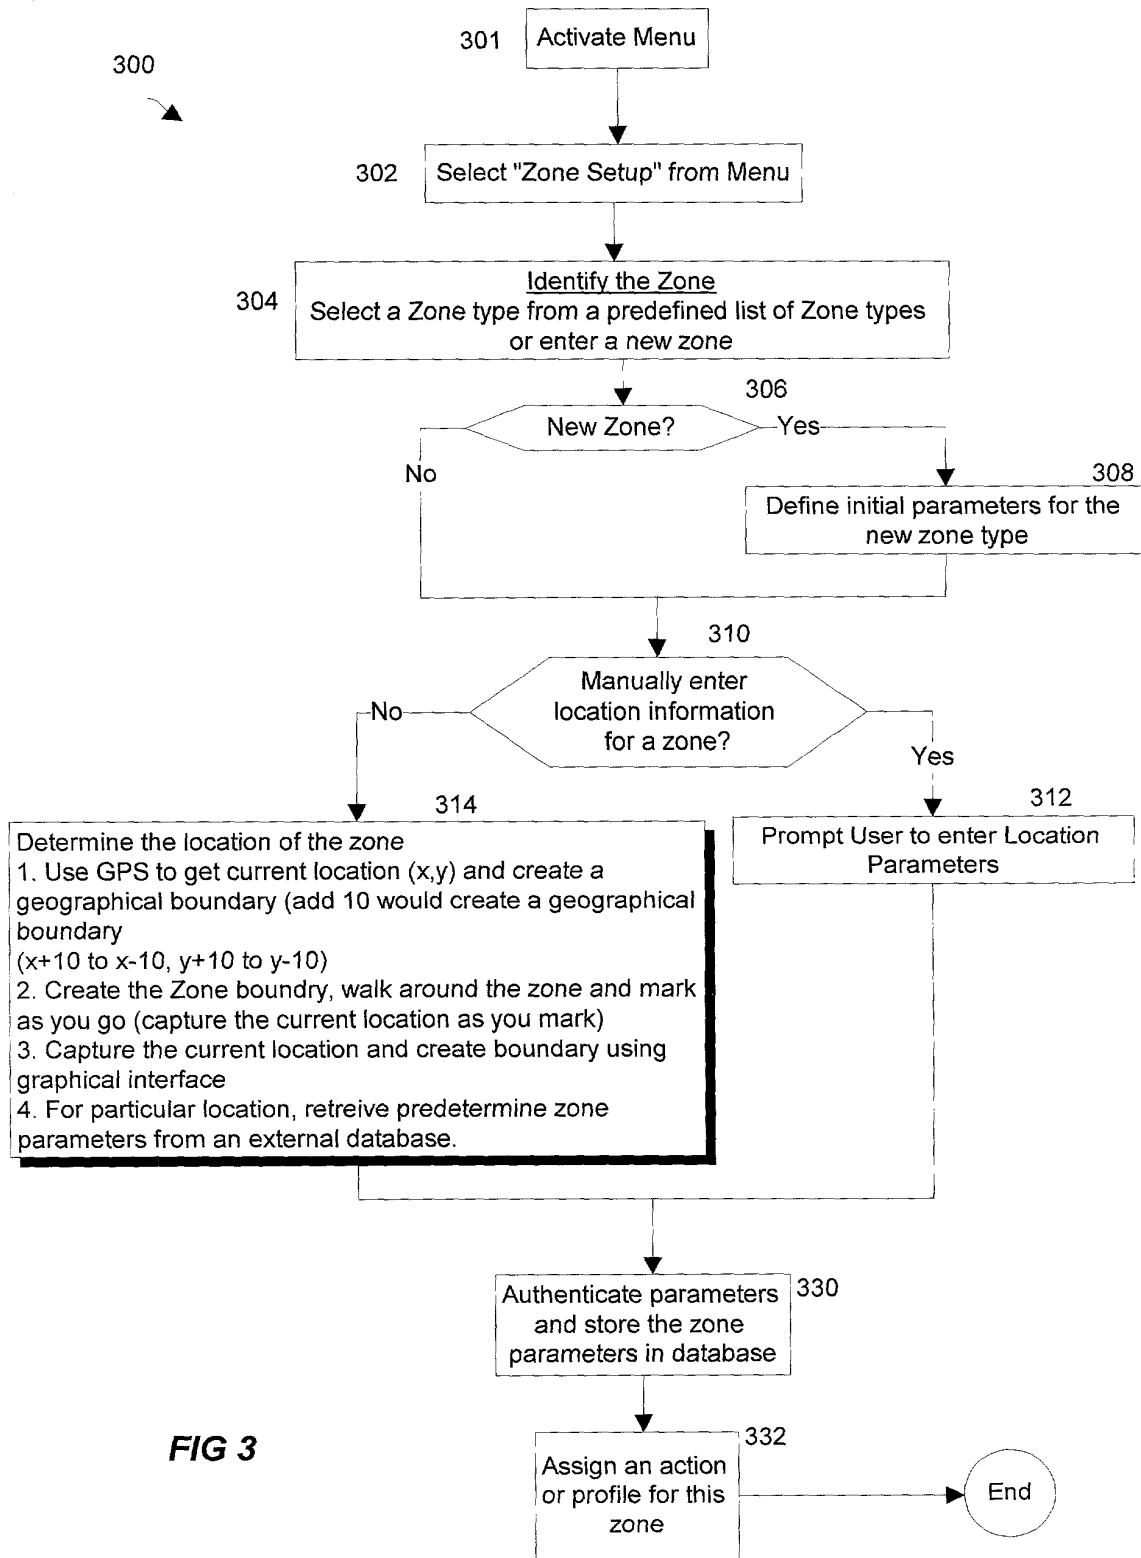 301
Activate Menu
300
302
Select "Zone Setup" from Menu
304
Identify the Zone
Select a Zone type from a predefined list of Zone types
or enter a new zone
306
New Zone?
Yes
No
308
Define initial parameters for the
new zone type
310
Manually enter
location information
for a zone?
No
Yes
314
Determine the location of the zone
1. Use GPS to get current location (x,y) and create a
geographical boundary (add 10 would create a geographical
boundary
(x+10 to x-10, y+10 to y-10)
2. Create the Zone boundry, walk around the zone and mark
as you go (capture the current location as you mark)
3. Capture the current location and create boundary using
graphical interface
4. For particular location, retreive predetermine zone
parameters from an external database.
312
Prompt User to enter Location
Parameters
330
Authenticate parameters
and store the zone
parameters in database
332
Assign an action
or profile for this
zone
End
FIG 3